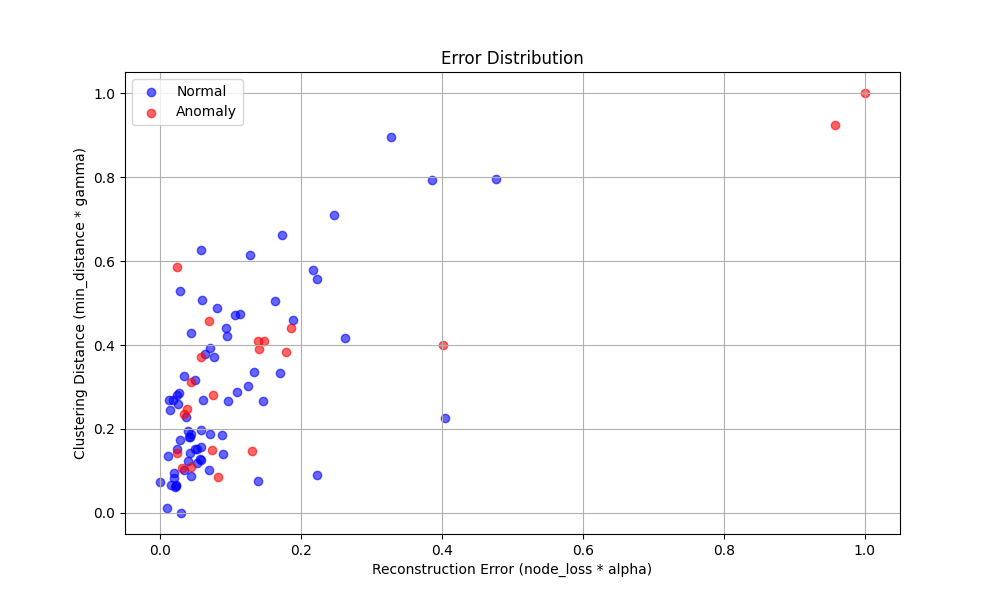 Error Distribution
Normal
Anomaly
1.0
0.8
0.6
0.4
0.2
0.0
Clustering Distance (min_distance * gamma)
0.0 0.2 0.4 0.6 0.8 1.0
Reconstruction Error (node_loss * alpha)